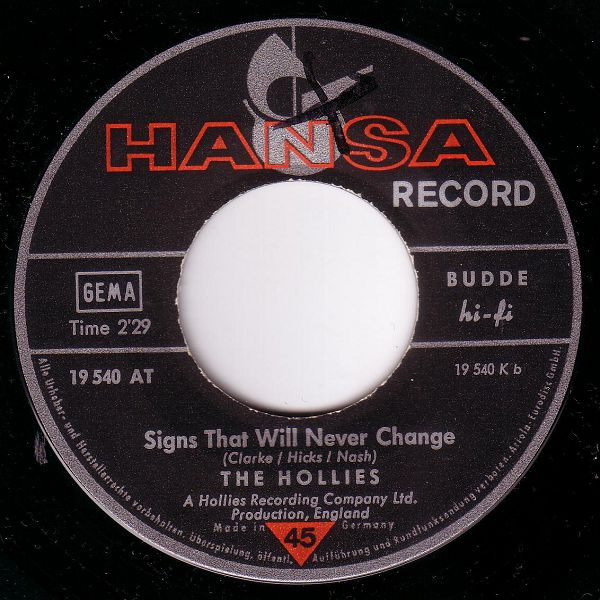 HANSA
RECORD
GEMA
Time 2'29
19 540 AT
BUDDE
hi-fi
19 540 K b
Signs That Will Never Change
(Clarke / Hicks / Nash)
THE HOLLIES
A Hollies Recording Company Ltd.
Production, England
Made in Germany
45
Alle Urheber- und Herstellerrechte vorbehalten. Überspielung, öffentl. Aufführung und Rundfunksendung verboten. Ariola-Eurodisc GmbH.